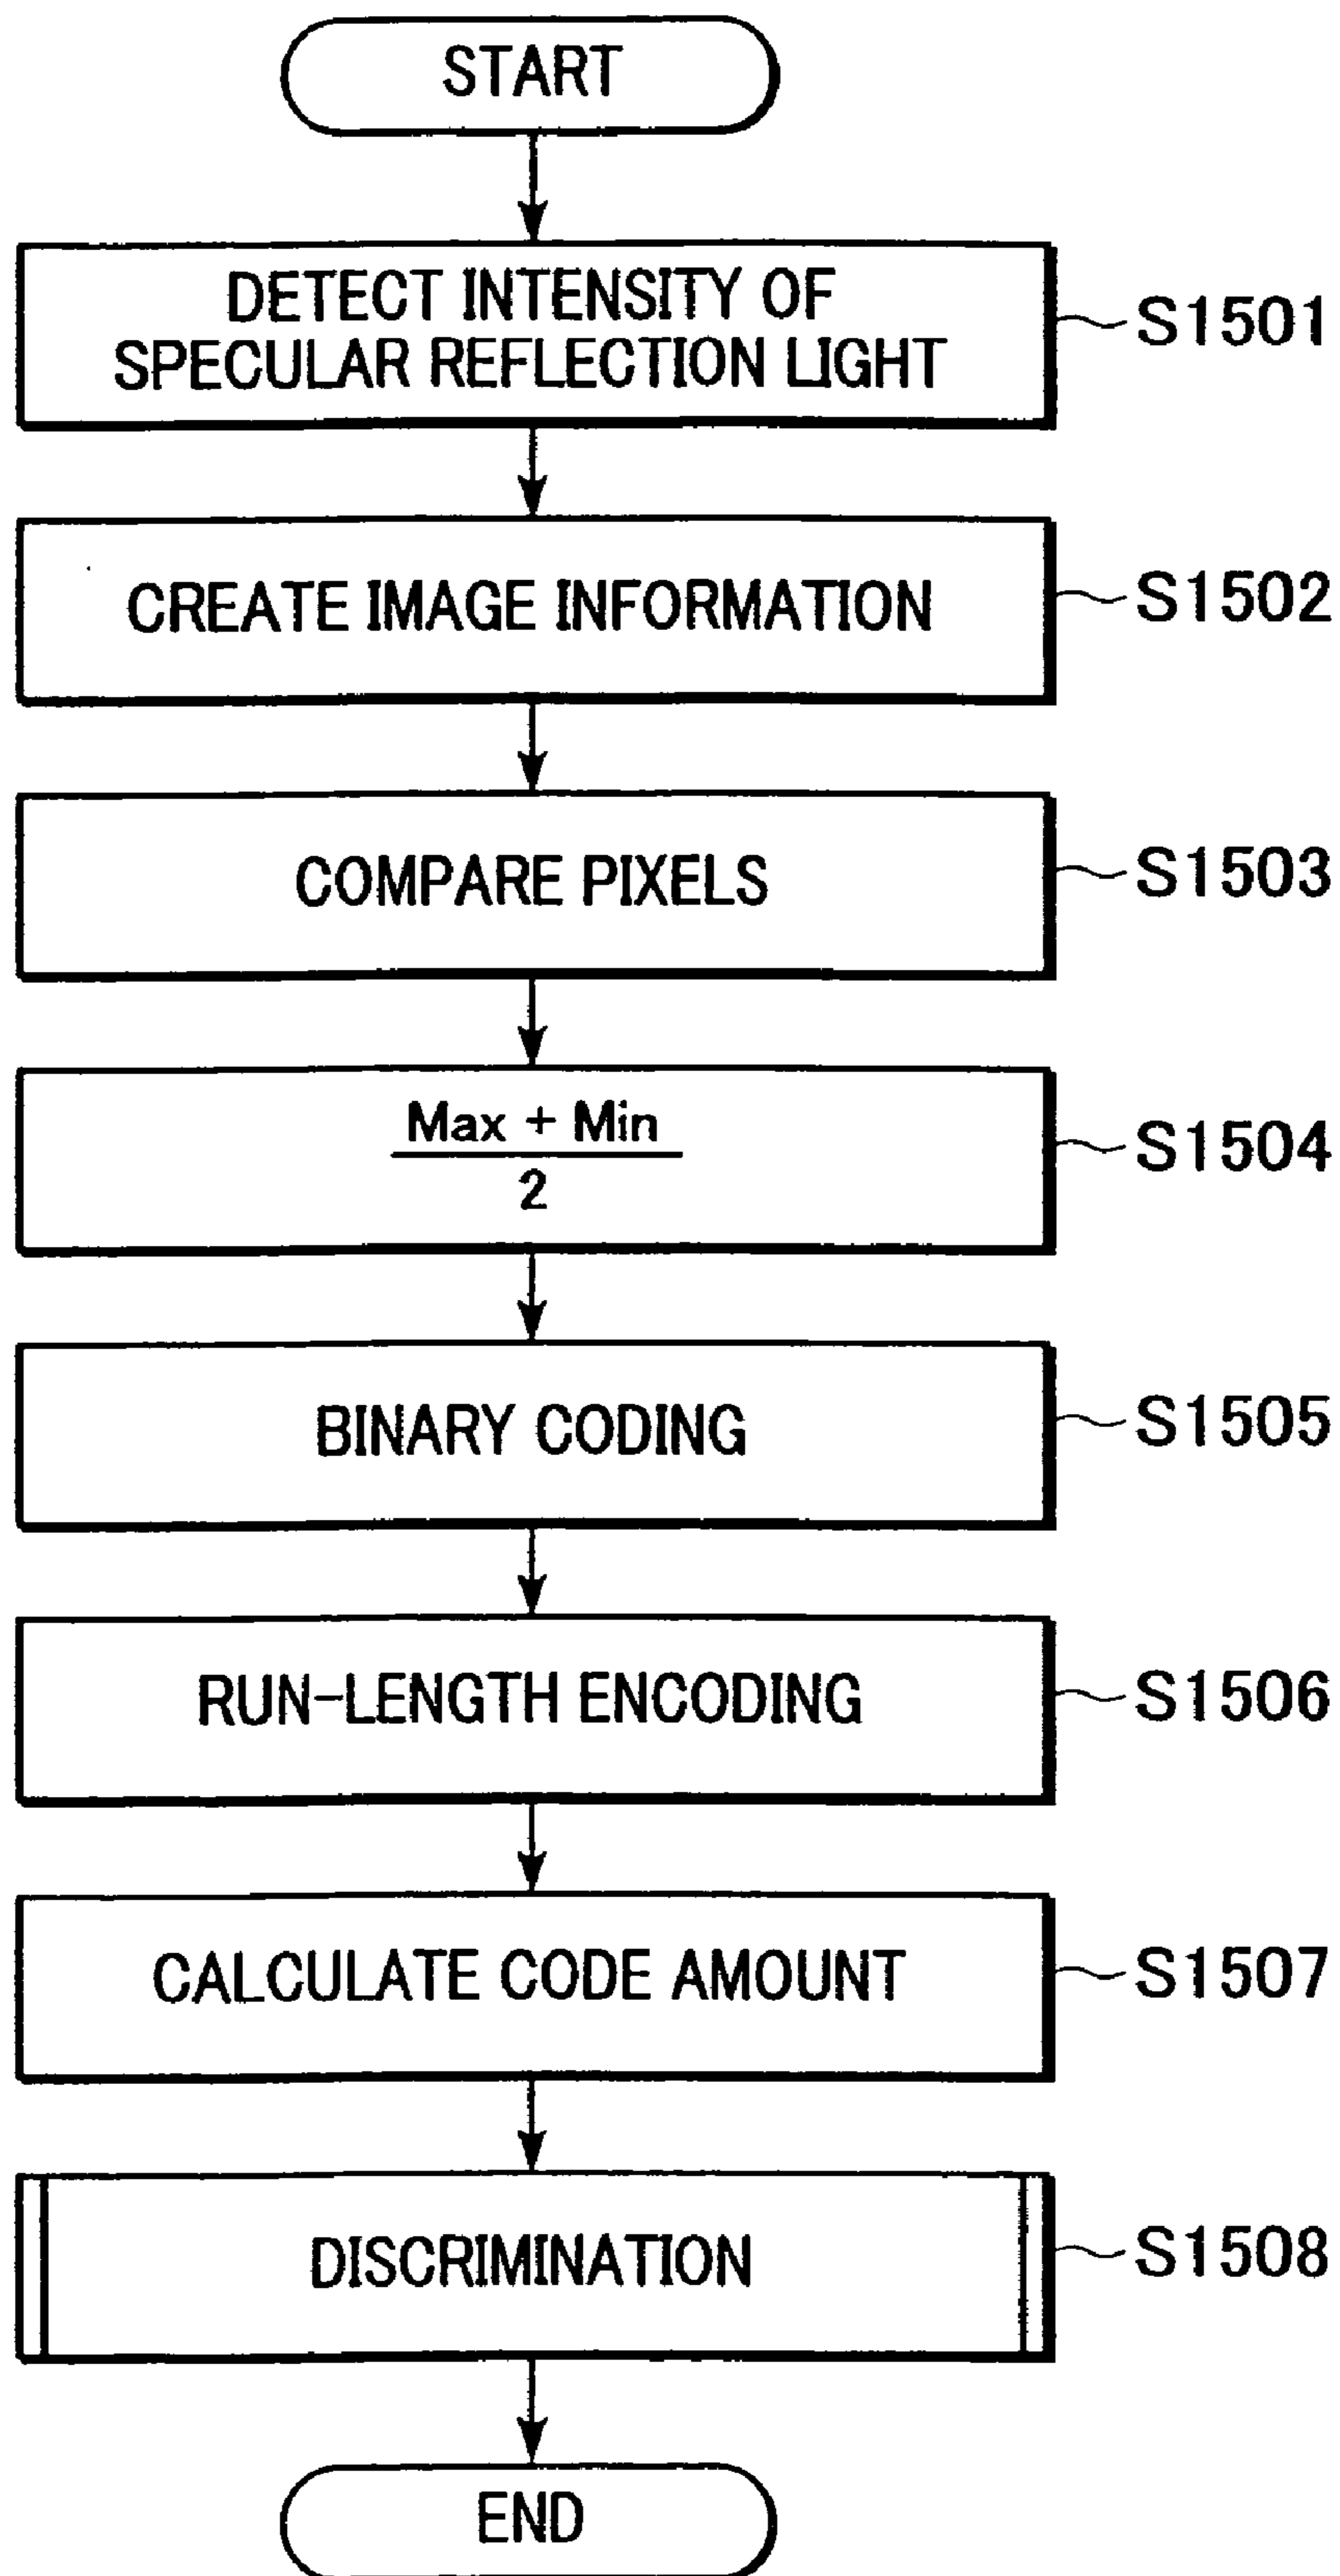 START
DETECT INTENSITY OF
SPECULAR REFLECTION LIGHT
S1501
CREATE IMAGE INFORMATION
S1502
COMPARE PIXELS
S1503
Max + Min
2
S1504
BINARY CODING
S1505
RUN-LENGTH ENCODING
S1506
CALCULATE CODE AMOUNT
S1507
DISCRIMINATION
S1508
END